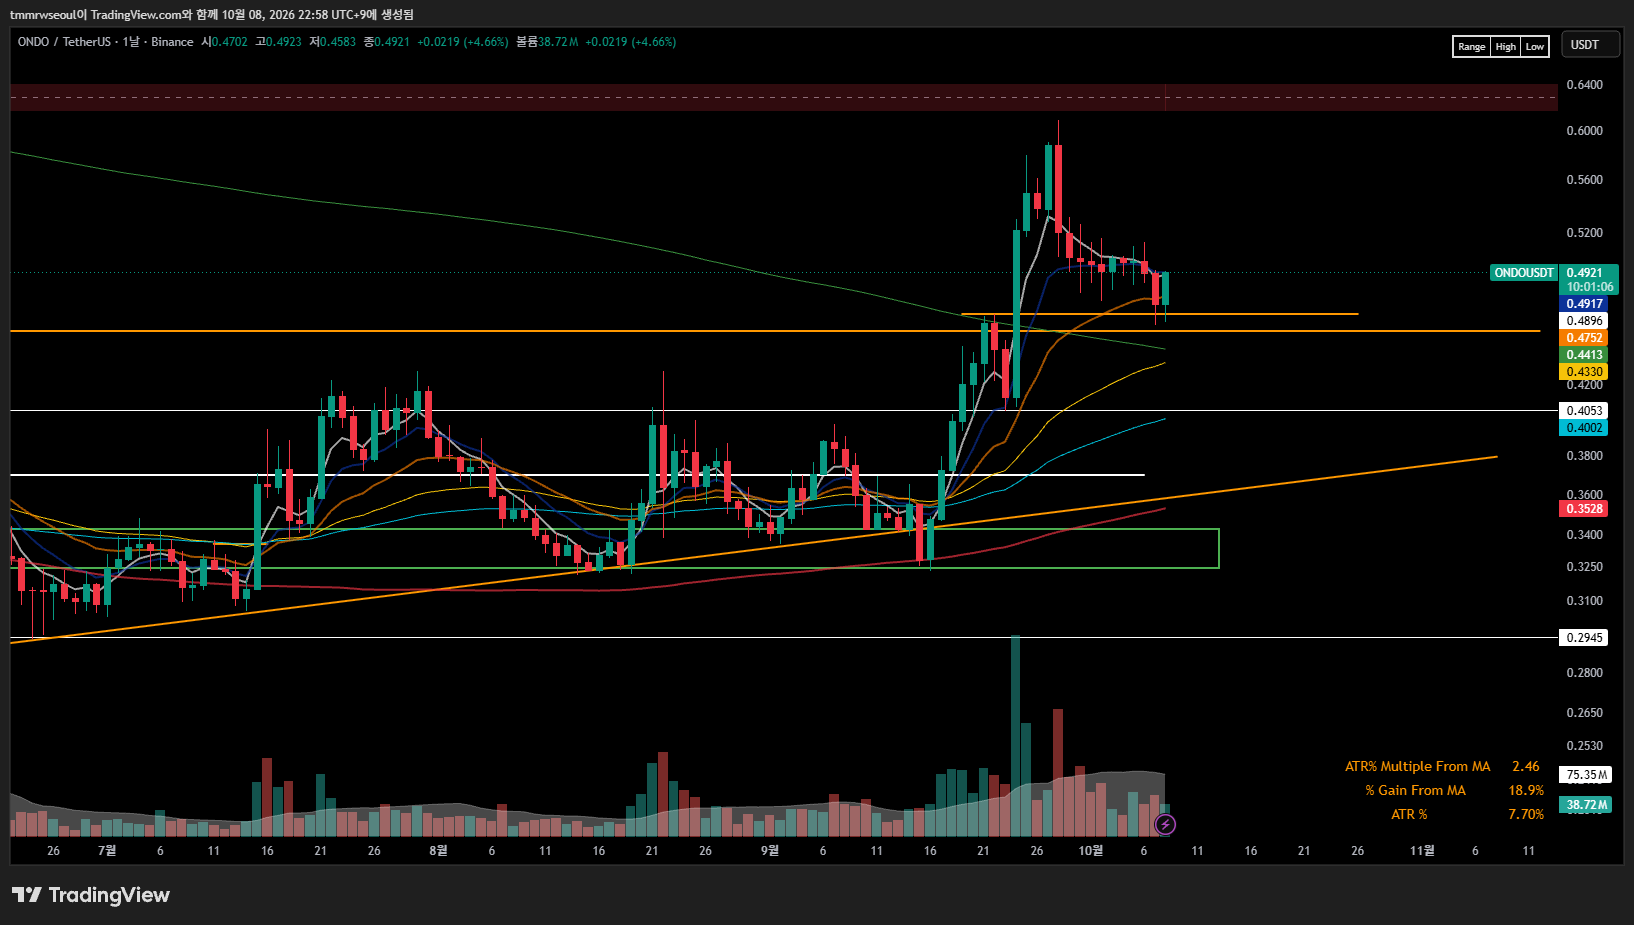 tmmrwseoul이 TradingView.com와 함께 10월 08, 2026 22:58 UTC+9에 생성됨
ONDO / TetherUS · 1날 · Binance 시0.4702 고0.4923 저0.4583 종0.4921 +0.0219 (+4.66%) 볼륨38.72 M +0.0219 (+4.66%)
Range High Low
USDT
0.6400
0.6000
0.5600
0.5200
ONDOUSDT 0.4921
10:01:06
0.4917
0.4896
0.4752
0.4413
0.4330
0.4200
0.4053
0.4002
0.3800
0.3600
0.3528
0.3400
0.3250
0.3100
0.2945
0.2800
0.2650
0.2530
ATR% Multiple From MA 2.46
75.35 M
% Gain From MA 18.9%
38.72 M
ATR % 7.70%
26 7월 6 11 16 21 26 8월 6 11 16 21 26 9월 6 11 16 21 26 10월 6 11 16 21 26 11월 6 11
TradingView